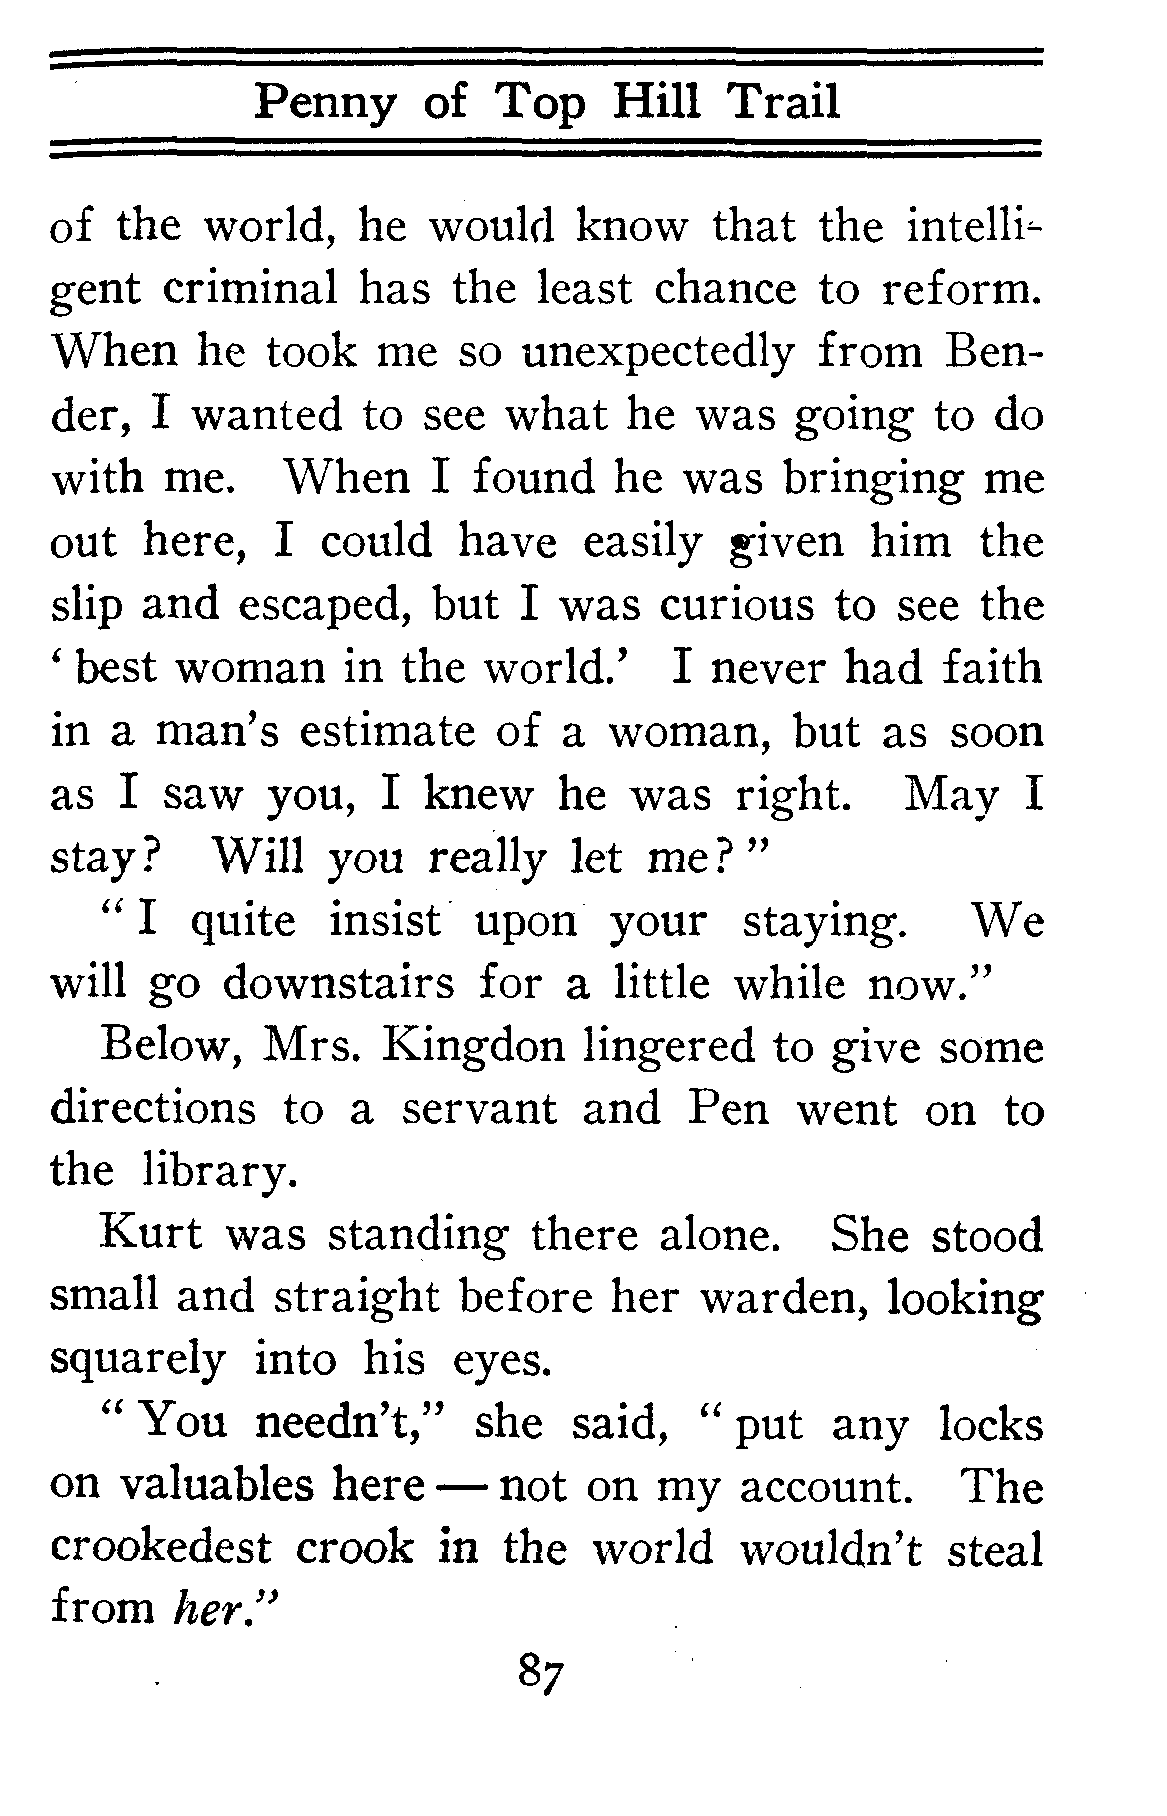 Penny of Top Hill Trail
of the world, he would know that the intelli-
gent criminal has the least chance to reform.
When he took me so unexpectedly from Ben-
der, I wanted to see what he was going to do
with me. When I found he was bringing me
out here, I could have easily given him the
slip and escaped, but I was curious to see the
‘ best woman in the world.’ I never had faith
in a man's estimate of a woman, but as soon
as I saw you, I knew he was right. May I
stay? Will you really let me? ”
“ I quite insist upon your staying. We
will go downstairs for a little while now.”
Below, Mrs. Kingdon lingered to give some
directions to a servant and Pen went on to
the library.
Kurt was standing there alone. She stood
small and straight before her warden, looking
squarely into his eyes.
“ You needn't,” she said, “ put any locks
on valuables here — not on my account. The
crookedest crook in the world wouldn't steal
from her.”
87